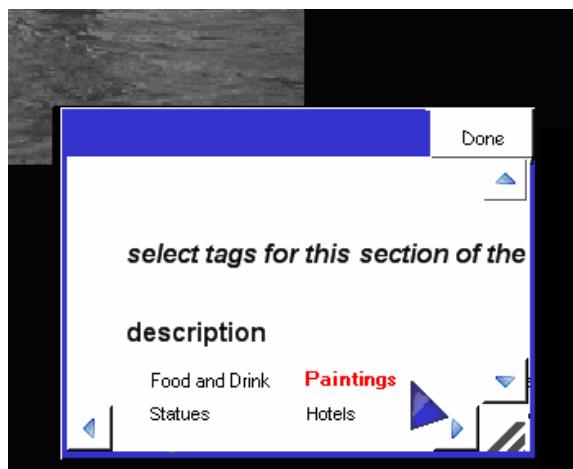 Done
select tags for this section of the
description
Food and Drink Paintings
Statues Hotels